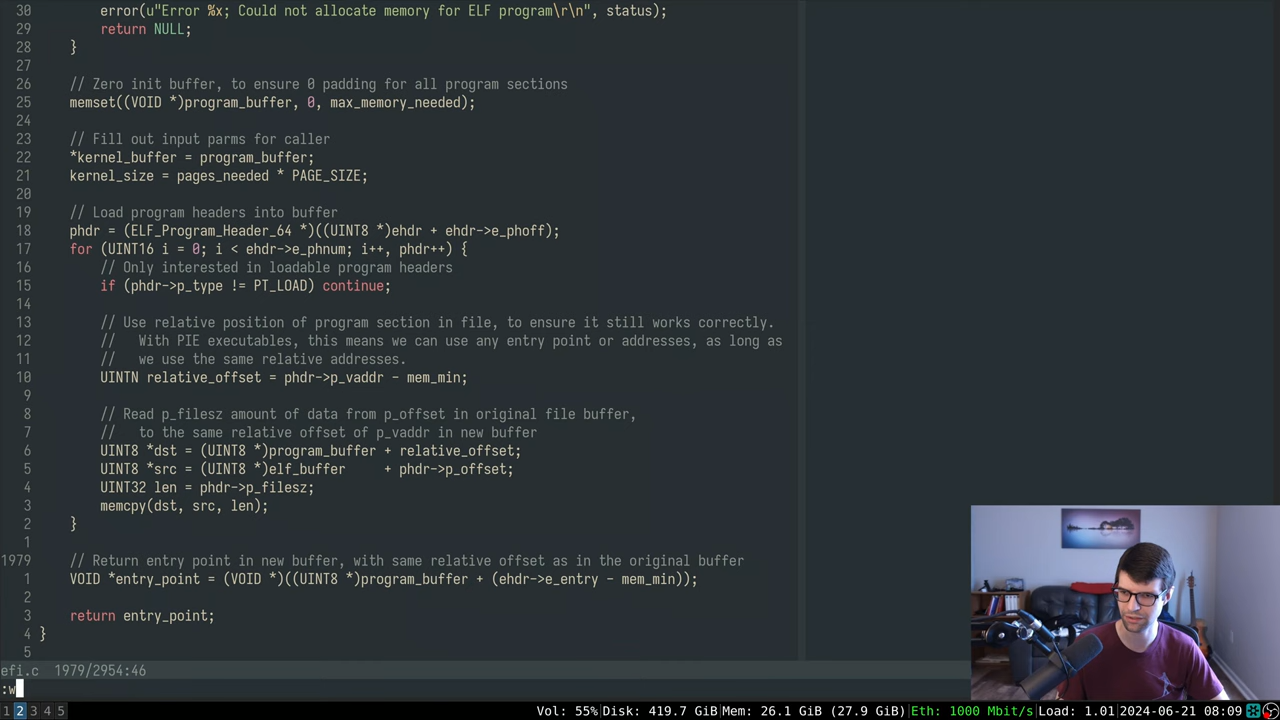 30         error(u"Error %x; Could not allocate memory for ELF program\r\n", status);
29         return NULL;
28     }
27
26     // Zero init buffer, to ensure 0 padding for all program sections
25     memset((VOID *)program_buffer, 0, max_memory_needed);
24
23     // Fill out input parms for caller
22     *kernel_buffer = program_buffer;
21     kernel_size = pages_needed * PAGE_SIZE;
20
19     // Load program headers into buffer
18     phdr = (ELF_Program_Header_64 *)((UINT8 *)ehdr + ehdr->e_phoff);
17     for (UINT16 i = 0; i < ehdr->e_phnum; i++, phdr++) {
16         // Only interested in loadable program headers
15         if (phdr->p_type != PT_LOAD) continue;
14
13         // Use relative position of program section in file, to ensure it still works correctly.
12         //   With PIE executables, this means we can use any entry point or addresses, as long as
11         //   we use the same relative addresses.
10         UINTN relative_offset = phdr->p_vaddr - mem_min;
9
8         // Read p_filesz amount of data from p_offset in original file buffer,
7         //   to the same relative offset of p_vaddr in new buffer
6         UINT8 *dst = (UINT8 *)program_buffer + relative_offset;
5         UINT8 *src = (UINT8 *)elf_buffer     + phdr->p_offset;
4         UINT32 len = phdr->p_filesz;
3         memcpy(dst, src, len);
2     }
1
1979     // Return entry point in new buffer, with same relative offset as in the original buffer
1     VOID *entry_point = (VOID *)((UINT8 *)program_buffer + (ehdr->e_entry - mem_min));
2
3     return entry_point;
4 }
5
efi.c  1979/2954:46
:w
1 2 3 4 5 Vol: 55% Disk: 419.7 GiB Mem: 26.1 GiB (27.9 GiB) Eth: 1000 Mbit/s Load: 1.01 2024-06-21 08:09